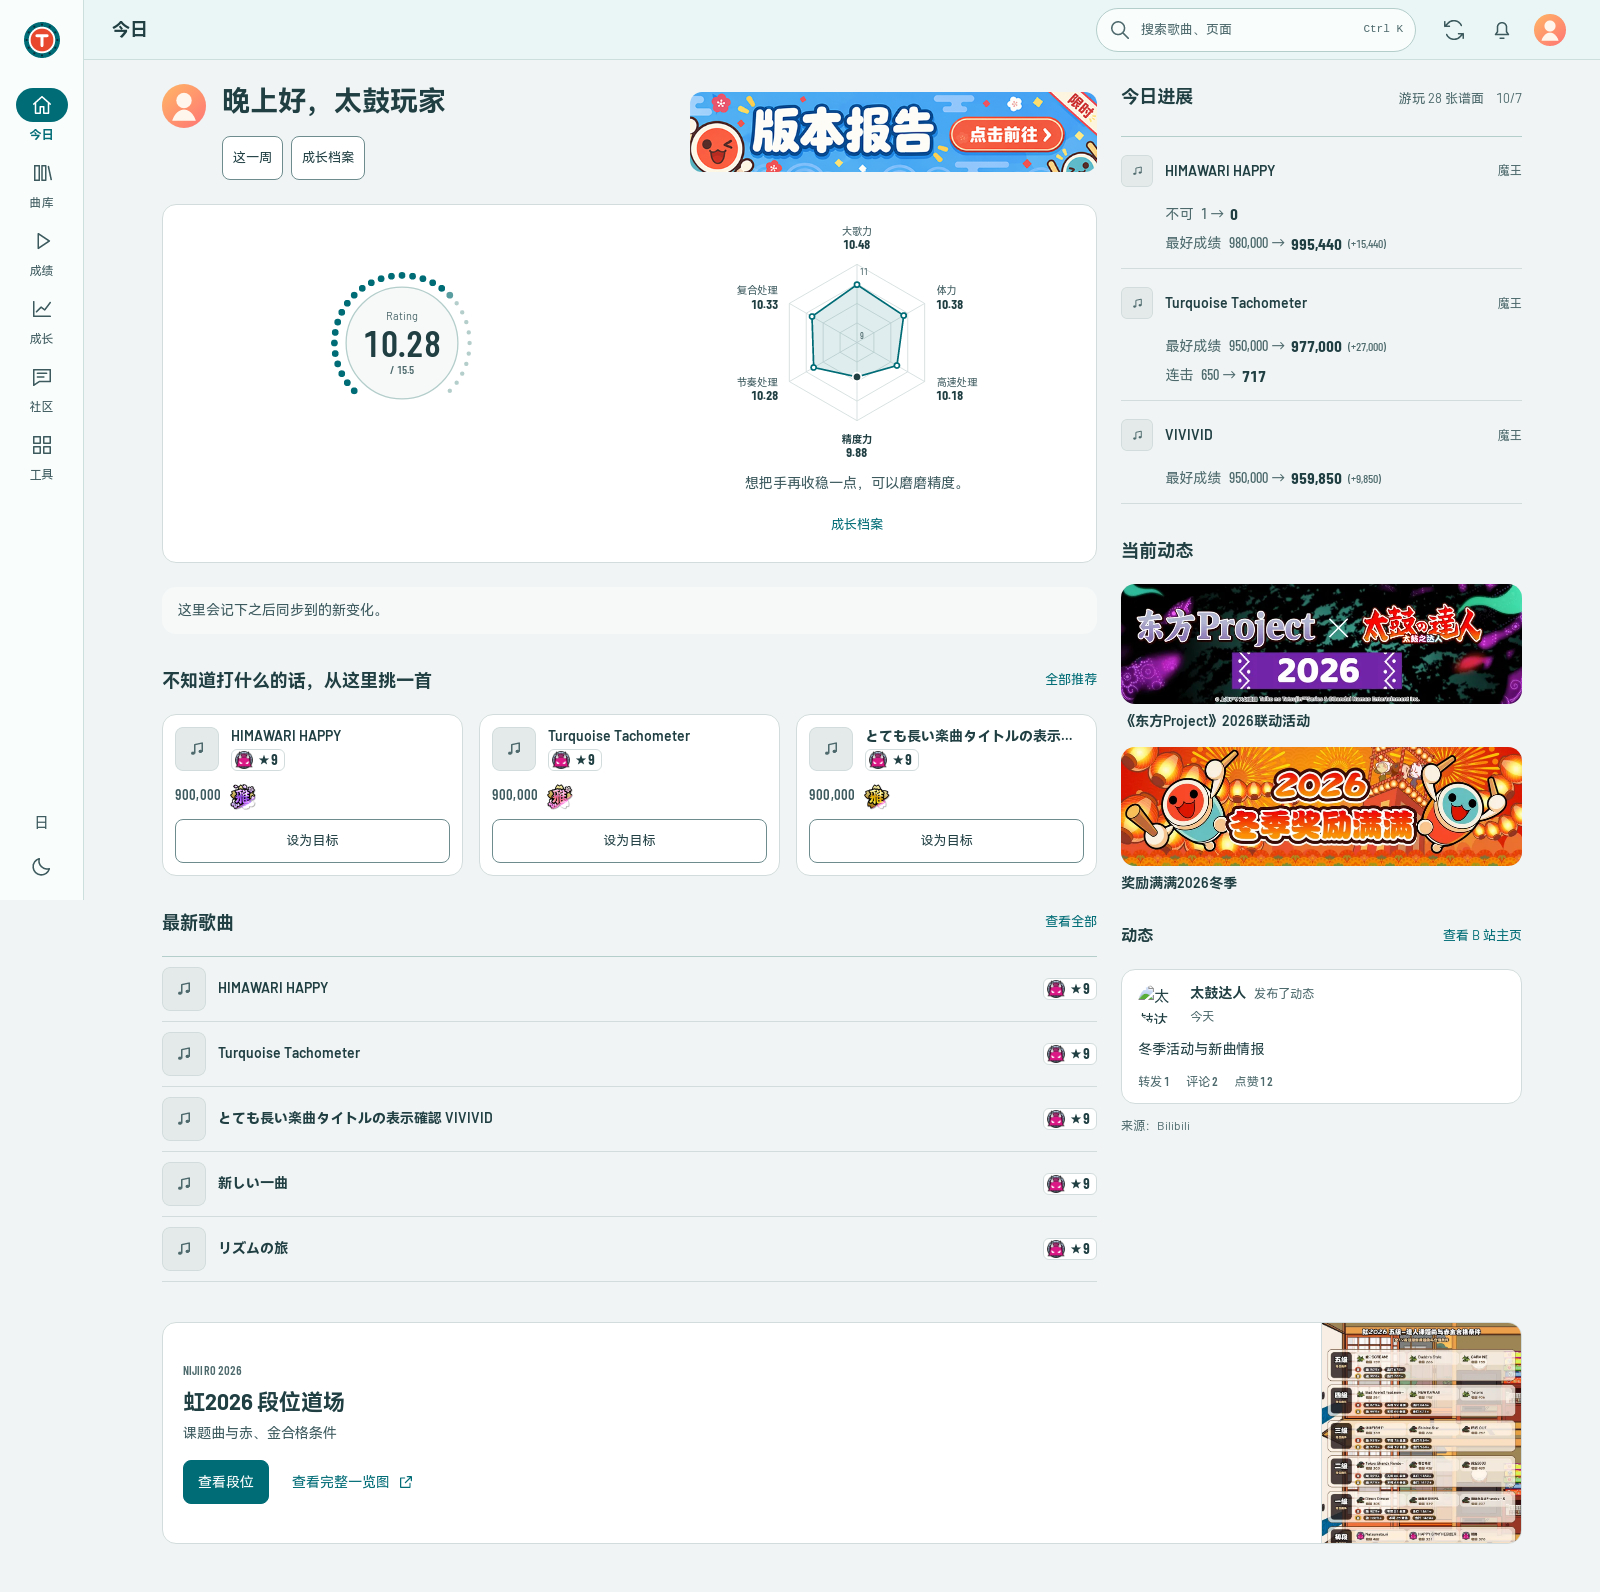 今日
搜索歌曲、页面
Ctrl K
今日
曲库
成绩
成长
社区
工具
日
晚上好，太鼓玩家
这一周
成长档案
版本报告
点击前往
限时
Rating
10.28
/ 15.5
大歌力
10.48
11
9
复合处理
10.33
体力
10.38
节奏处理
10.28
高速处理
10.18
精度力
9.88
想把手再收稳一点，可以磨磨精度。
成长档案
这里会记下之后同步到的新变化。
不知道打什么的话，从这里挑一首
全部推荐
HIMAWARI HAPPY
★9
900,000
设为目标
Turquoise Tachometer
★9
900,000
设为目标
とても長い楽曲タイトルの表示...
★9
900,000
设为目标
最新歌曲
查看全部
HIMAWARI HAPPY
★9
Turquoise Tachometer
★9
とても長い楽曲タイトルの表示確認 VIVIVID
★9
新しい一曲
★9
リズムの旅
★9
今日进展
游玩 28 张谱面 10/7
HIMAWARI HAPPY
魔王
不可 1 → 0
最好成绩 980,000 → 995,440 (+15,440)
Turquoise Tachometer
魔王
最好成绩 950,000 → 977,000 (+27,000)
连击 650 → 717
VIVIVID
魔王
最好成绩 950,000 → 959,850 (+9,850)
当前动态
东方Project × 太鼓の達人
太鼓之达人
2026
《东方Project》2026联动活动
2026
冬季奖励满满
奖励满满2026冬季
动态
查看 B 站主页
太鼓达人 发布了动态
今天
冬季活动与新曲情报
转发 1 评论 2 点赞 12
来源：Bilibili
NIJIIRO 2026
虹2026 段位道场
课题曲与赤、金合格条件
查看段位
查看完整一览图
五级
四级
三级
二级
一级
初段